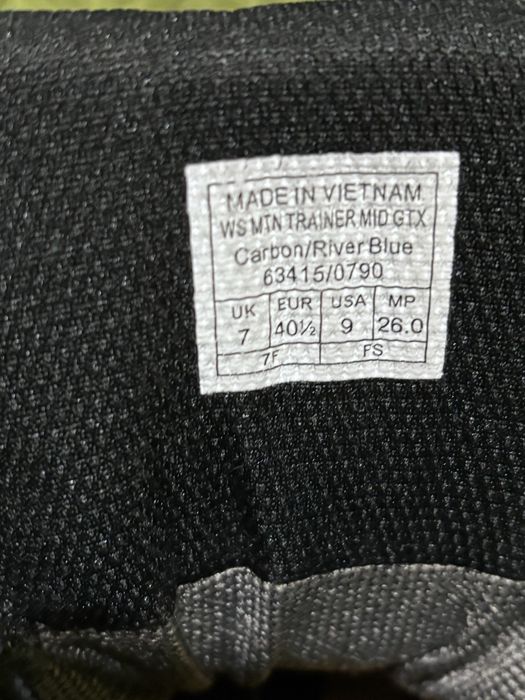 MADE IN VIETNAM
WS MTN TRAINER MID GTX
Carbon/River Blue
63415/0790
UK EUR USA MP
7 40½ 9 26.0
7F FS